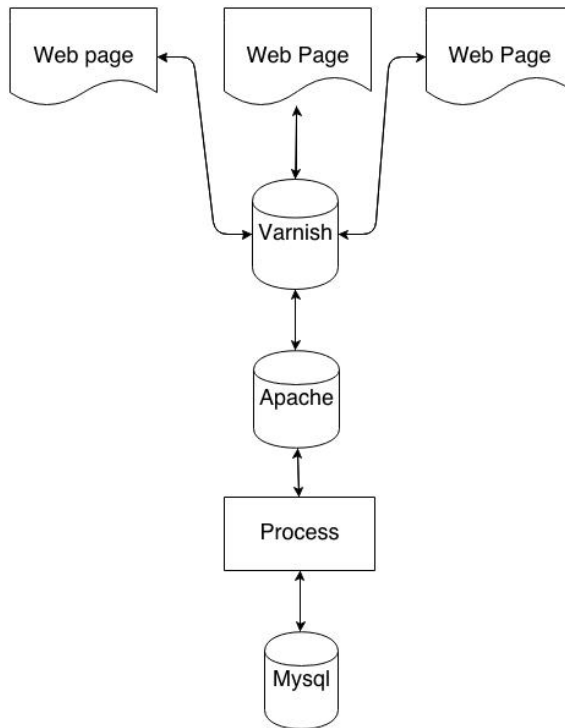 Web page
Web Page
Web Page
Varnish
Apache
Process
Mysql